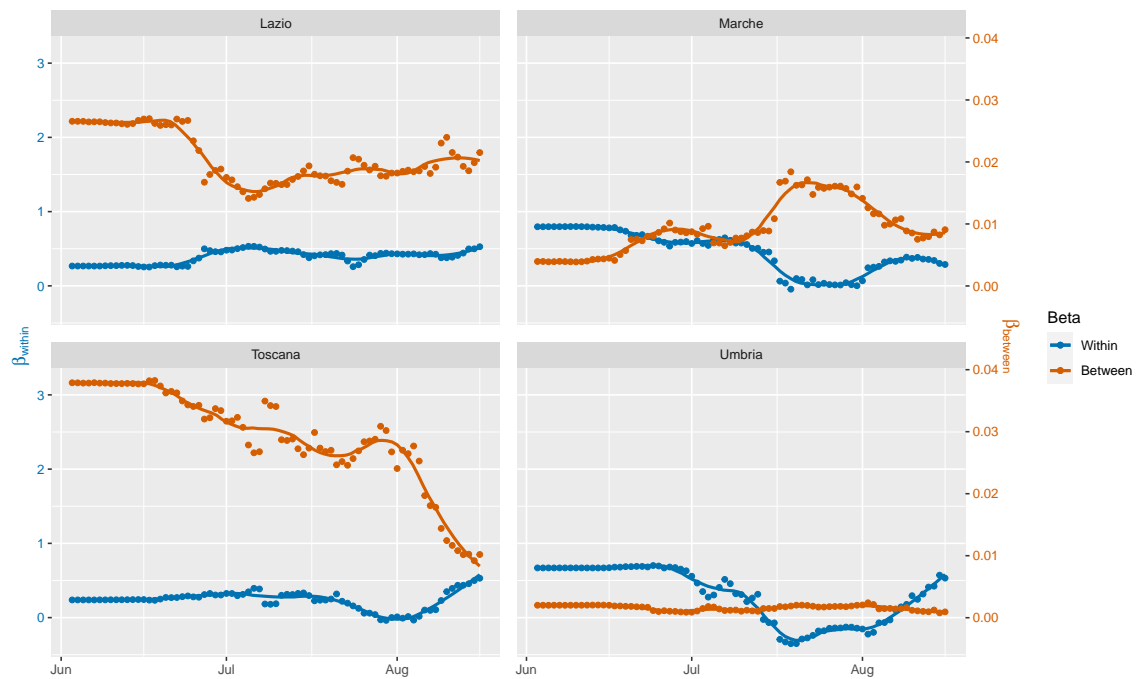 Lazio
Marche
3
2
1
0
0.04
0.03
0.02
0.01
0.00
Toscana
Umbria
3
2
1
0
0.04
0.03
0.02
0.01
0.00
Jun
Jul
Aug
Jun
Jul
Aug
βwithin
βbetween
Beta
Within
Between